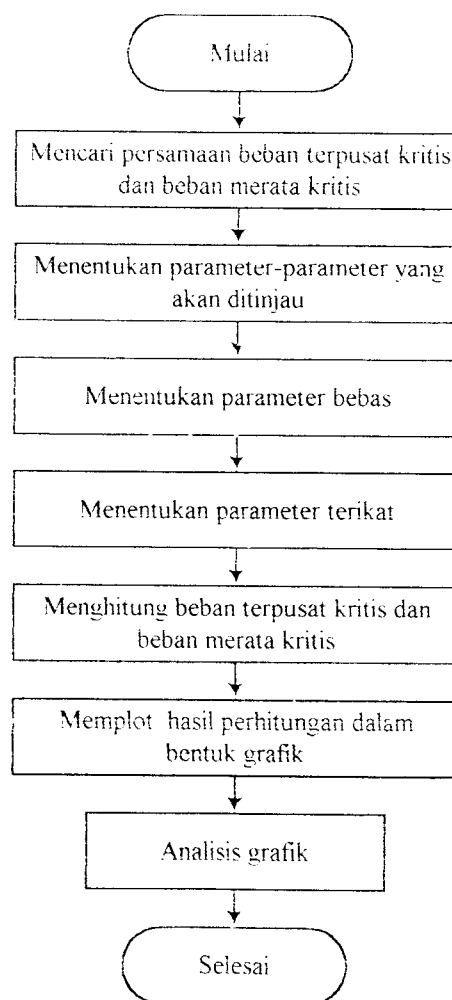 Mulai
Mencari persamaan beban terpusat kritis
dan beban merata kritis
Menentukan parameter-parameter yang
akan ditinjau
Menentukan parameter bebas
Menentukan parameter terikat
Menghitung beban terpusat kritis dan
beban merata kritis
Memplot hasil perhitungan dalam
bentuk grafik
Analisis grafik
Selesai